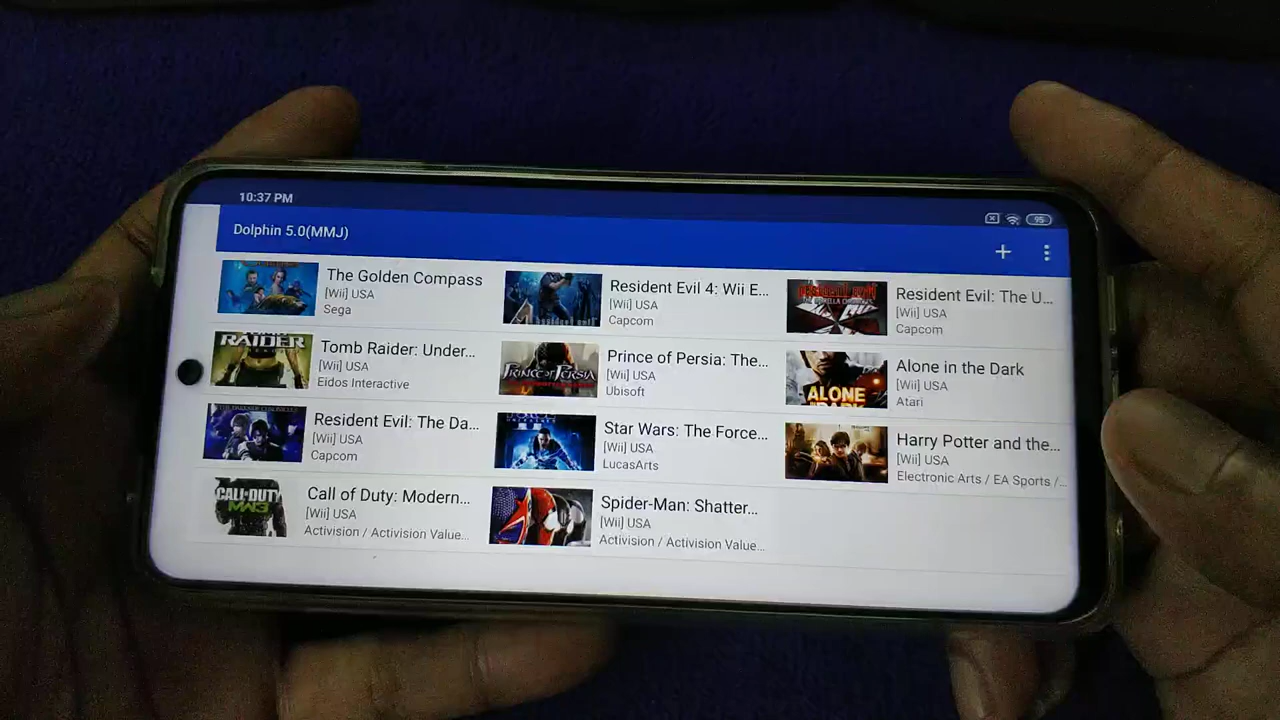 10:37 PM
95
Dolphin 5.0(MMJ)
The Golden Compass
[Wii] USA
Sega
Resident Evil 4: Wii E...
[Wii] USA
Capcom
Resident Evil: The U...
[Wii] USA
Capcom
RAIDER
Tomb Raider: Under...
[Wii] USA
Eidos Interactive
PRINCE OF PERSIA
Prince of Persia: The...
[Wii] USA
Ubisoft
ALONE
Alone in the Dark
[Wii] USA
Atari
Resident Evil: The Da...
[Wii] USA
Capcom
Star Wars: The Force...
[Wii] USA
LucasArts
Harry Potter and the...
[Wii] USA
Electronic Arts / EA Sports /...
CALL OF DUTY
MW3
Call of Duty: Modern...
[Wii] USA
Activision / Activision Value...
Spider-Man: Shatter...
[Wii] USA
Activision / Activision Value...